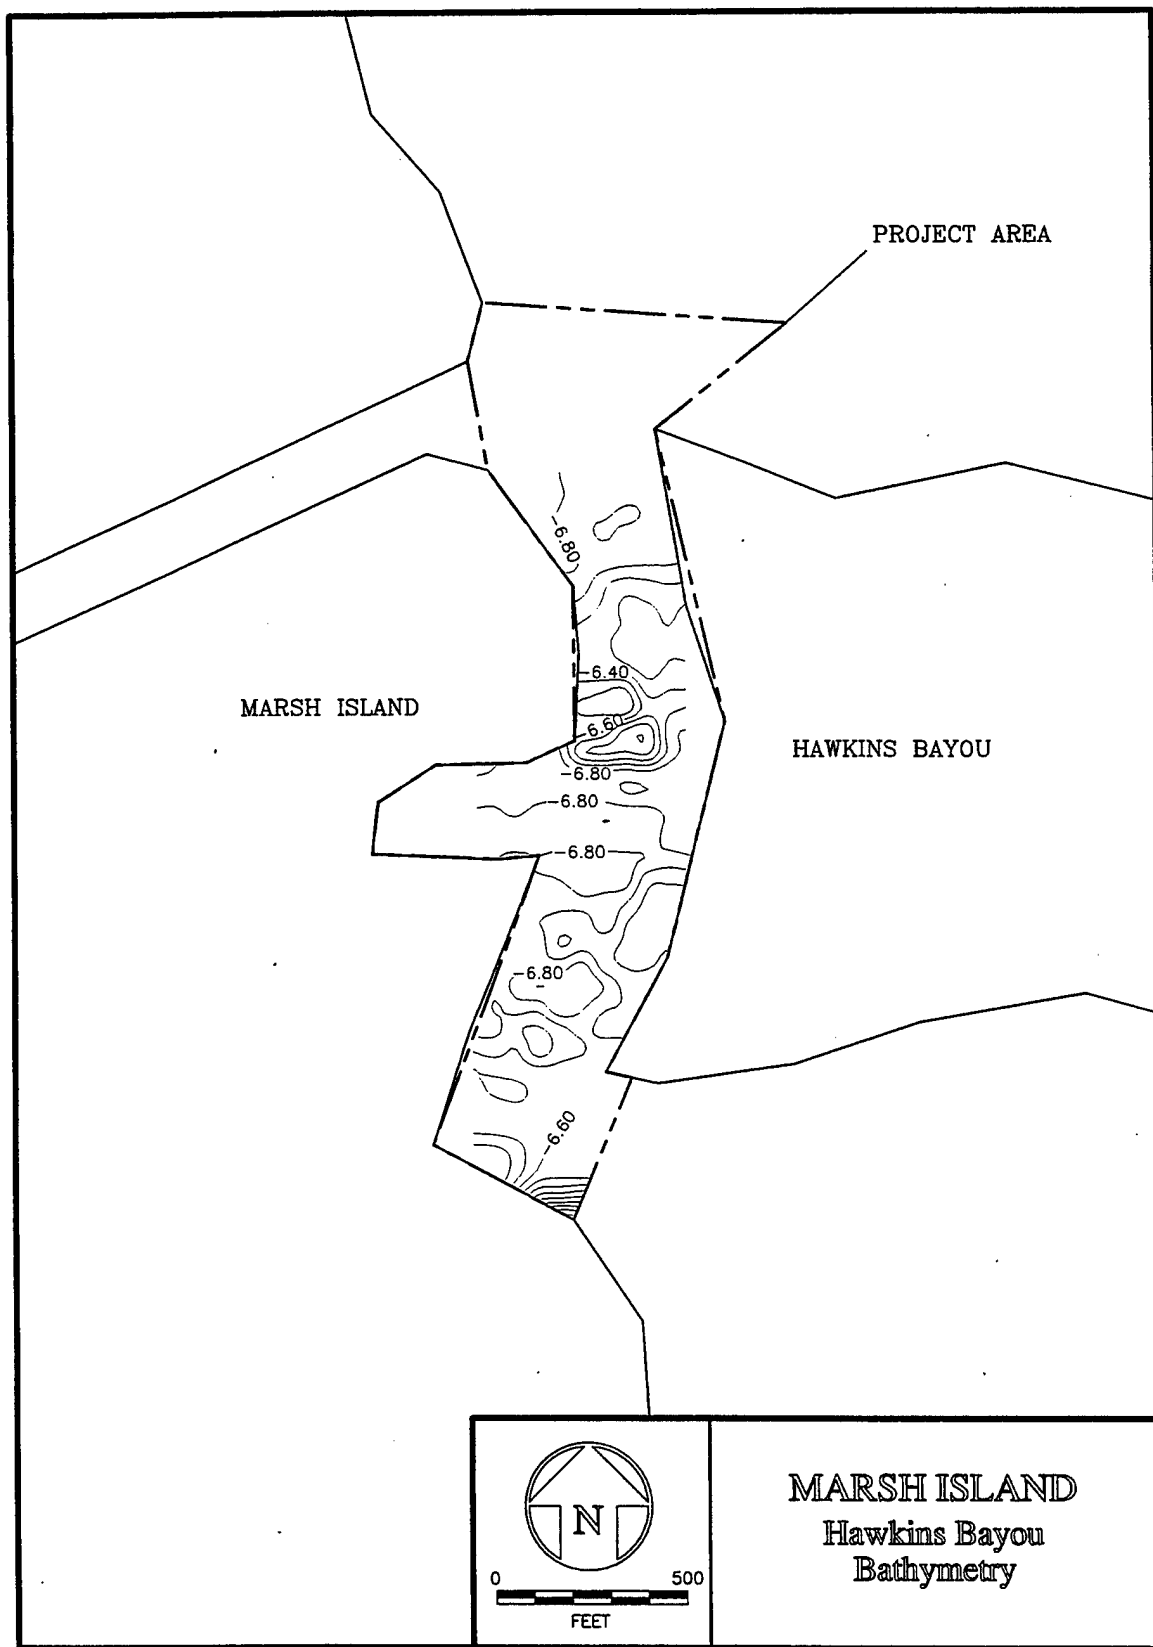 PROJECT AREA
-6.80
-6.40
MARSH ISLAND
-6.60
HAWKINS BAYOU
-6.80
-6.80
-6.80
-6.80
-6.60
N
0 500
FEET
MARSH ISLAND
Hawkins Bayou
Bathymetry